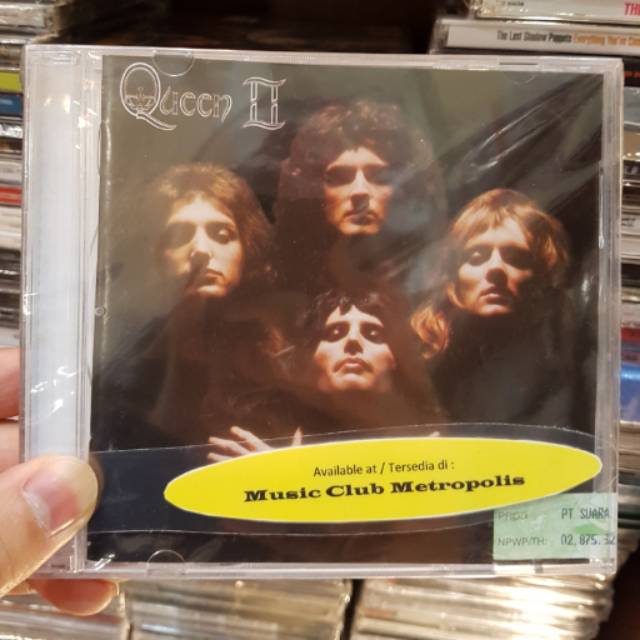 The Last Shadow Puppets
Queen II
Available at / Tersedia di :
Music Club Metropolis
PROD PT SUARA
NPWP/TH: 02.875.32